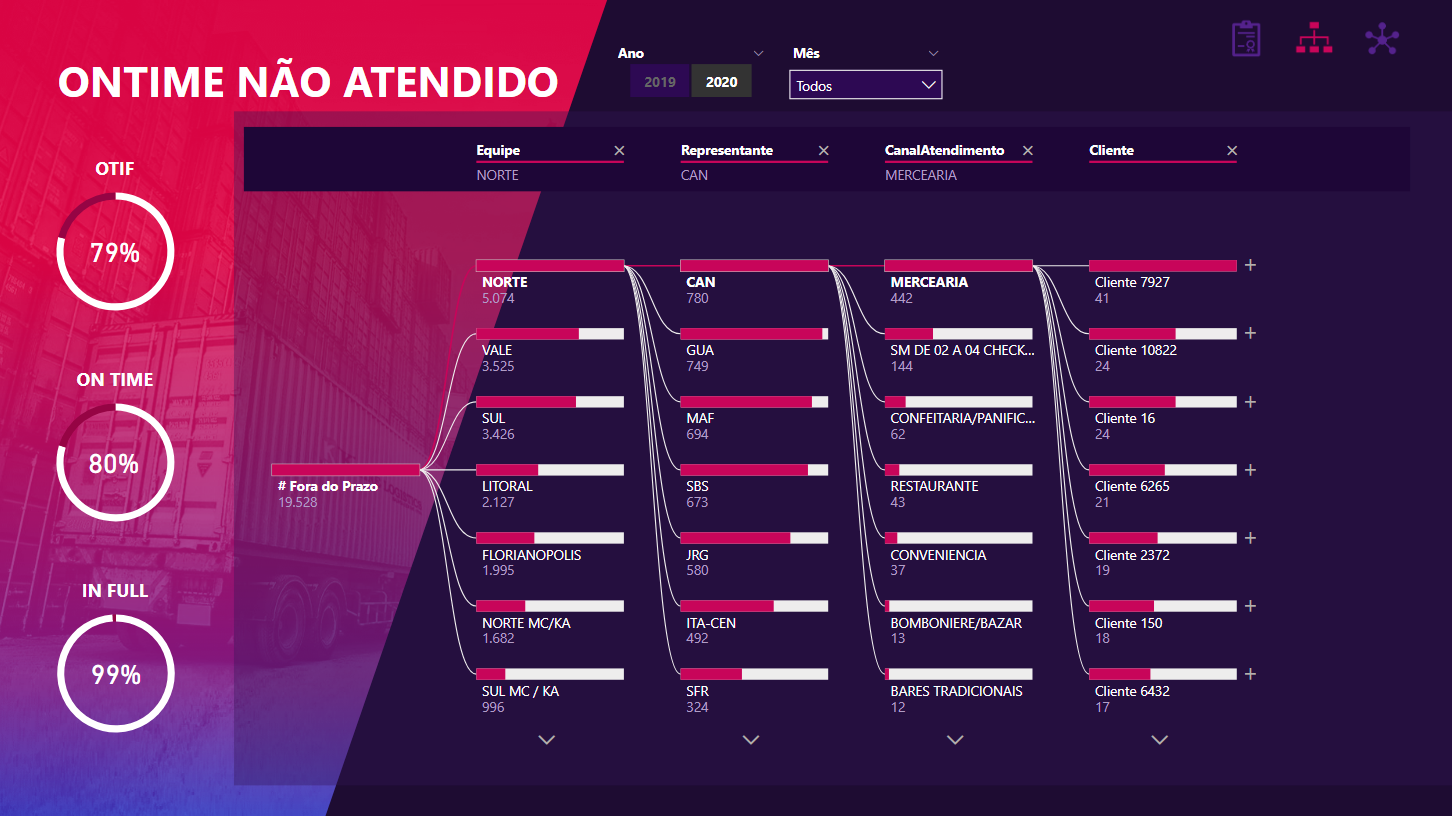 ONTIME NÃO ATENDIDO
Ano
2019
2020
Mês
Todos
OTIF
79%
ON TIME
80%
IN FULL
99%
Equipe
NORTE
Representante
CAN
CanalAtendimento
MERCEARIA
Cliente
# Fora do Prazo
19.528
NORTE
5.074
VALE
3.525
SUL
3.426
LITORAL
2.127
FLORIANOPOLIS
1.995
NORTE MC/KA
1.682
SUL MC / KA
996
CAN
780
GUA
749
MAF
694
SBS
673
JRG
580
ITA-CEN
492
SFR
324
MERCEARIA
442
SM DE 02 A 04 CHECK...
144
CONFEITARIA/PANIFIC...
62
RESTAURANTE
43
CONVENIENCIA
37
BOMBONIERE/BAZAR
13
BARES TRADICIONAIS
12
Cliente 7927
41
Cliente 10822
24
Cliente 16
24
Cliente 6265
21
Cliente 2372
19
Cliente 150
18
Cliente 6432
17